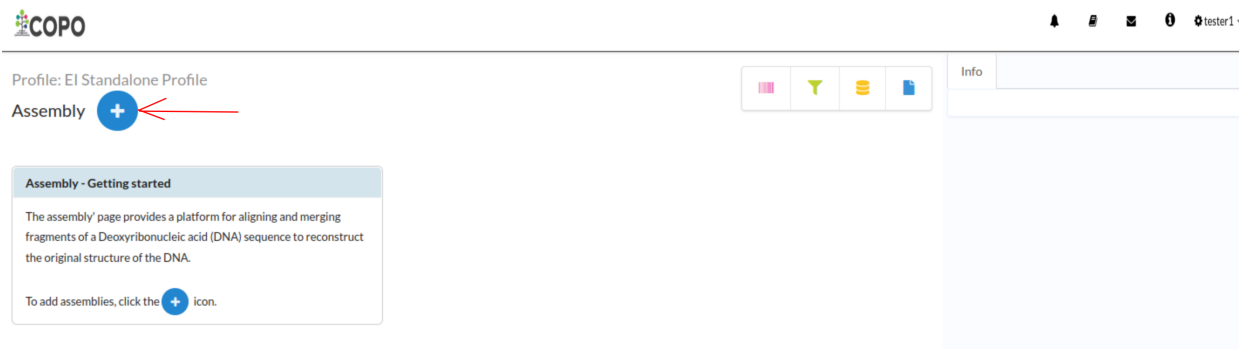 COPO
tester1
Profile: EI Standalone Profile
Assembly
Info
Assembly - Getting started
The assembly' page provides a platform for aligning and merging
fragments of a Deoxyribonucleic acid (DNA) sequence to reconstruct
the original structure of the DNA.
To add assemblies, click the + icon.